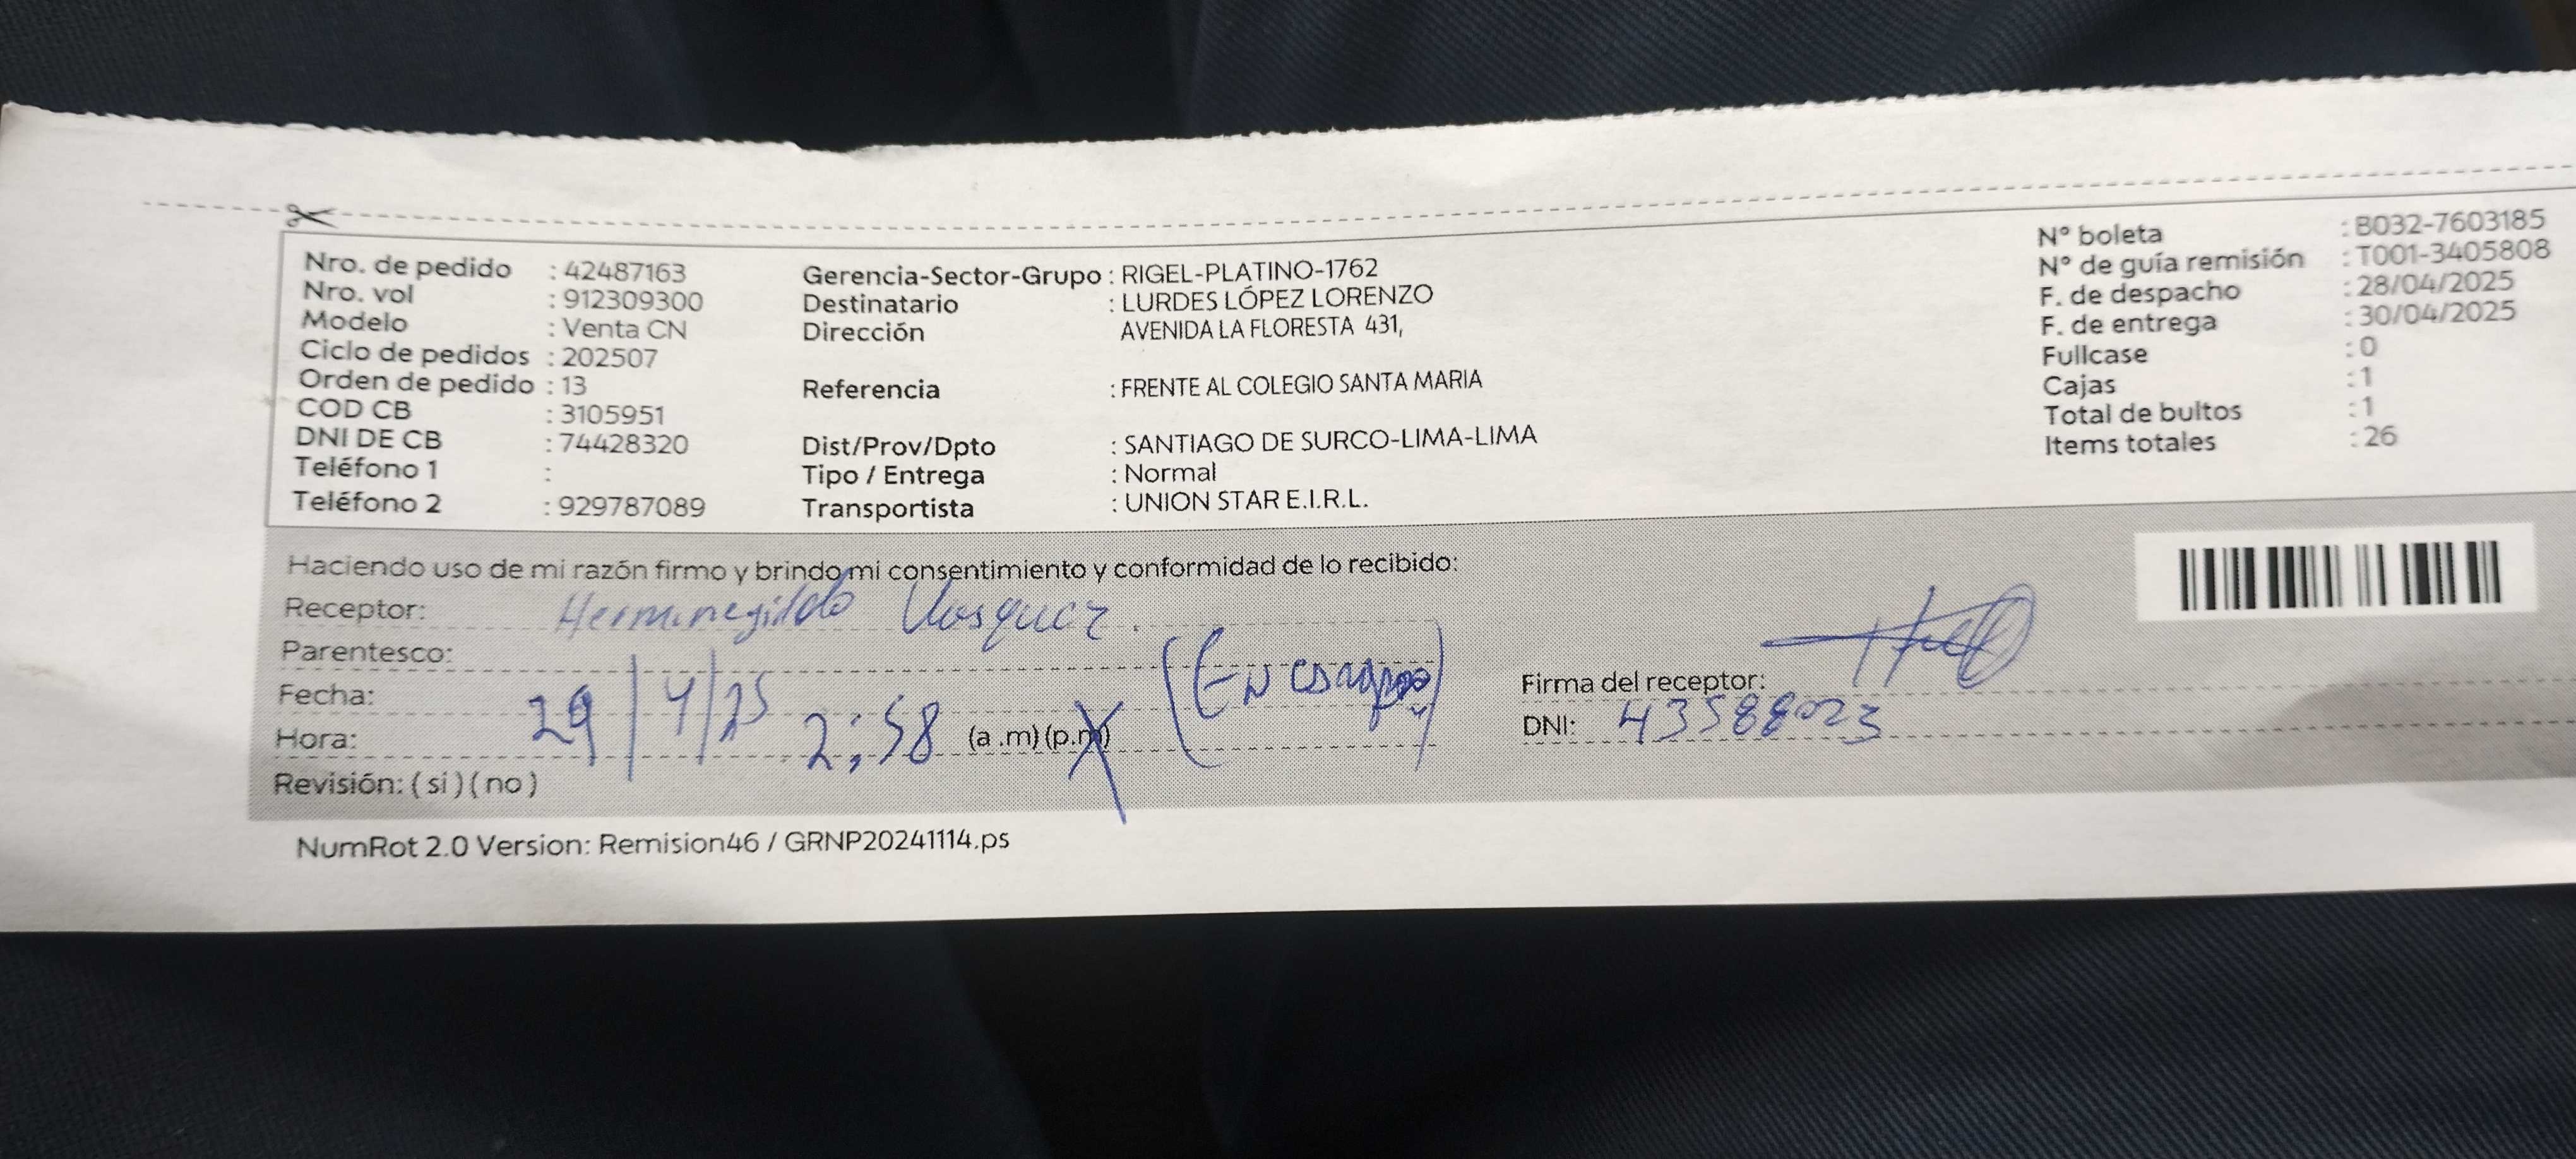 Nro. de pedido : 42487163
Nro. vol : 912309300
Modelo : Venta CN
Ciclo de pedidos : 202507
Orden de pedido : 13
COD CB : 3105951
DNI DE CB : 74428320
Teléfono 1 :
Teléfono 2 : 929787089
Gerencia-Sector-Grupo : RIGEL-PLATINO-1762
Destinatario : LURDES LÓPEZ LORENZO
Dirección AVENIDA LA FLORESTA 431,
Referencia : FRENTE AL COLEGIO SANTA MARIA
Dist/Prov/Dpto : SANTIAGO DE SURCO-LIMA-LIMA
Tipo / Entrega : Normal
Transportista : UNION STAR E.I.R.L.
N° boleta : B032-7603185
N° de guía remisión : T001-3405808
F. de despacho : 28/04/2025
F. de entrega : 30/04/2025
Fullcase : 0
Cajas : 1
Total de bultos : 1
Items totales : 26
Haciendo uso de mi razón firmo y brindo mi consentimiento y conformidad de lo recibido:
Receptor: Hermenegildo Vasquez.
Parentesco:
Fecha: 29/4/25
Hora: 2:58 (a.m)(p.m)
(En
Revisión: (si)(no)
Firma del receptor:
DNI: 43588023
NumRot 2.0 Version: Remision46 / GRNP20241114.ps